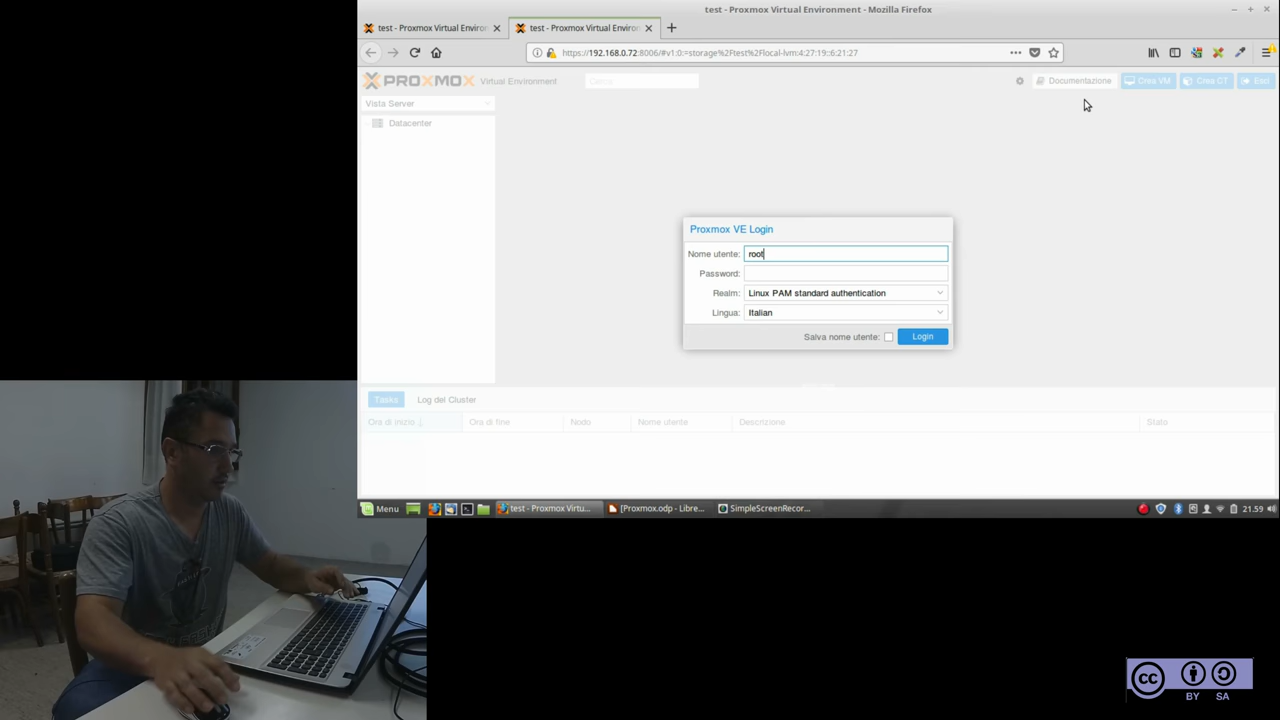 test - Proxmox Virtual Environment - Mozilla Firefox
test - Proxmox Virtual Environ
test - Proxmox Virtual Environ
https://192.168.0.72:8006/#v1:0:=storage%2Ftest%2Flocal-lvm:4:27:19::6:21:27
PROXMOX Virtual Environment
Cerca
Documentazione
Crea VM
Crea CT
Esci
Vista Server
Datacenter
Proxmox VE Login
Nome utente: root
Password:
Realm: Linux PAM standard authentication
Lingua: Italian
Salva nome utente:
Login
Tasks
Log del Cluster
Ora di inizio ↓
Ora di fine
Nodo
Nome utente
Descrizione
Stato
Menu
test - Proxmox Virtu...
[Proxmox.odp - Libre...
SimpleScreenRecor...
21.59
cc
BY SA